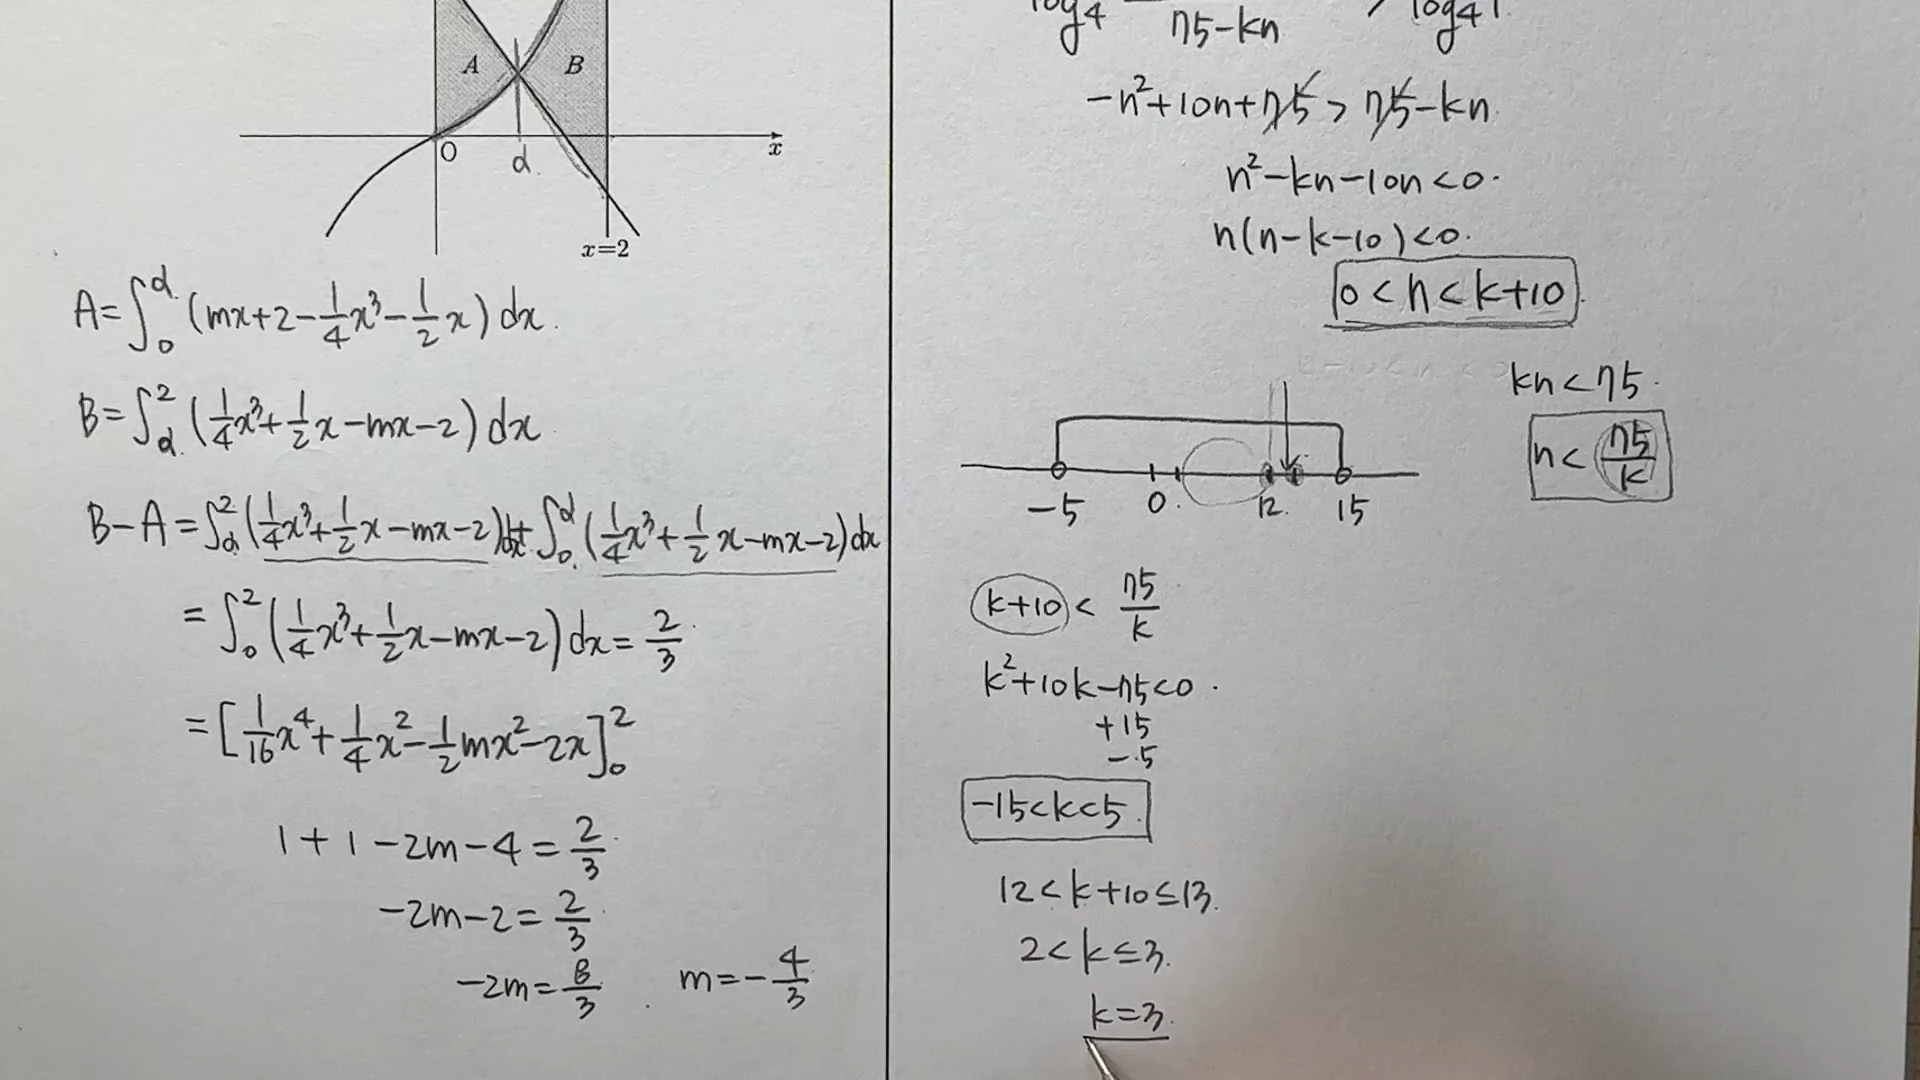 A
B
O
α
x
x=2
A=∫₀^α (mx+2-1/4x³-1/2x)dx.
B=∫_α^2 (1/4x³+1/2x-mx-2)dx
B-A=∫_α^2 (1/4x³+1/2x-mx-2)dx+∫₀^α (1/4x³+1/2x-mx-2)dx
=∫₀^2 (1/4x³+1/2x-mx-2)dx=2/3.
=[1/16x⁴+1/4x²-1/2mx²-2x]₀²
1+1-2m-4=2/3.
-2m-2=2/3.
-2m=8/3. m=-4/3.
75-kn
-n²+10n+75>75-kn.
n²-kn-10n<0.
n(n-k-10)<0.
0<n<k+10.
kn<75.
n<75/k
-5 0. 12. 15
k+10<75/k
k²+10k-75<0.
+15
-5
-15<k<5.
12<k+10≤13.
2<k≤3.
k=3.